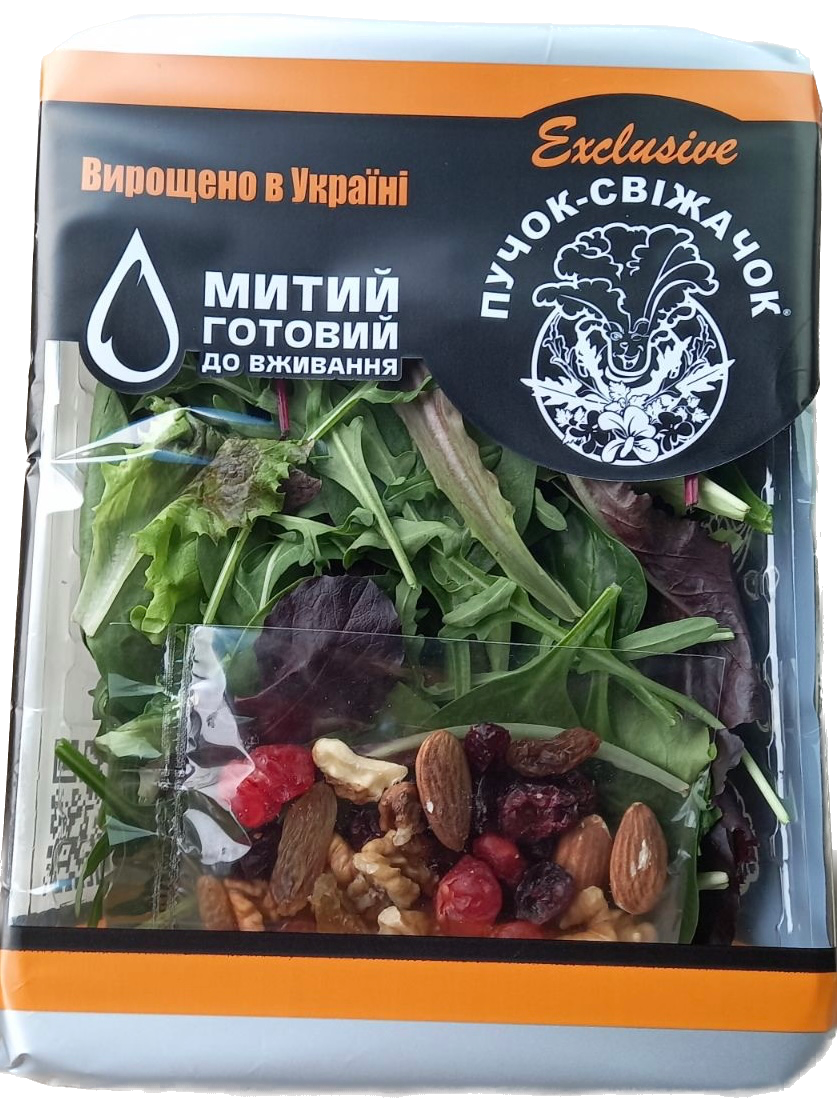 Exclusive
ПУЧОК-СВІЖАЧОК®
Вирощено в Україні
МИТИЙ
ГОТОВИЙ
ДО ВЖИВАННЯ